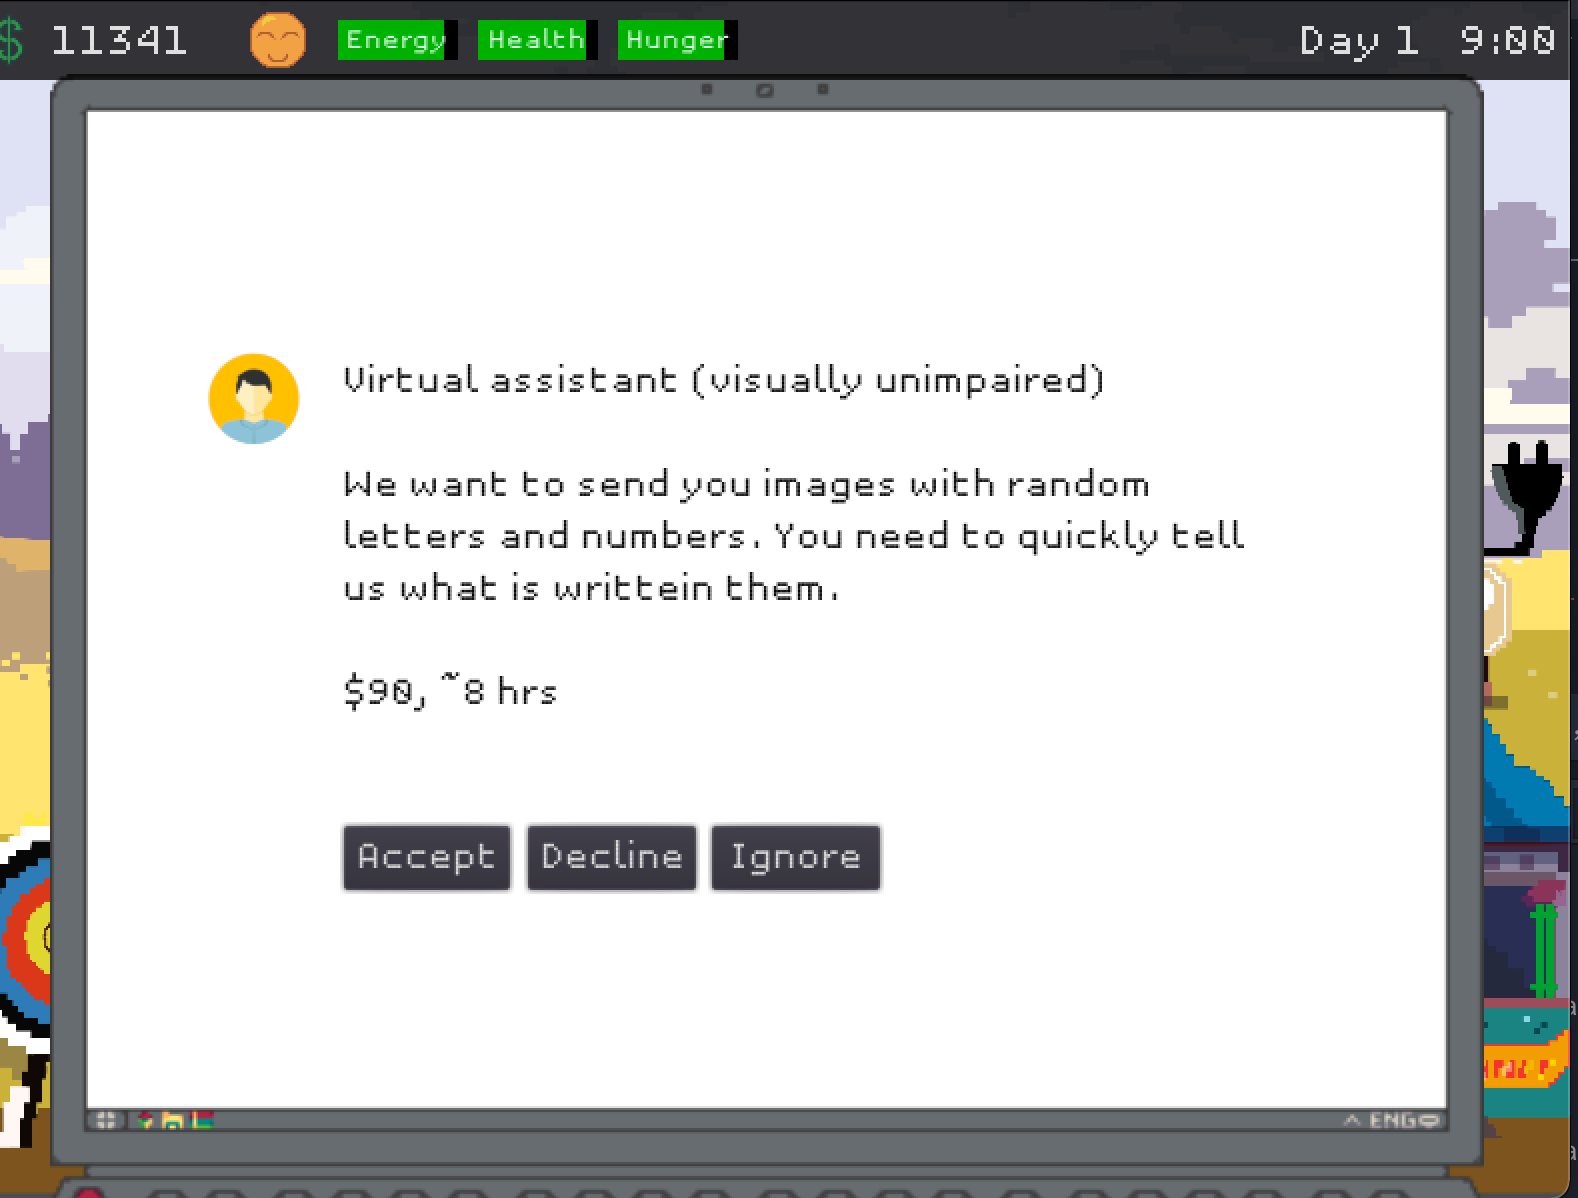 $ 11341 Energy Health Hunger Day 1 9:00
Virtual assistant (visually unimpaired)
We want to send you images with random
letters and numbers. You need to quickly tell
us what is writtein them.
$90, ~8 hrs
Accept Decline Ignore
^ ENG